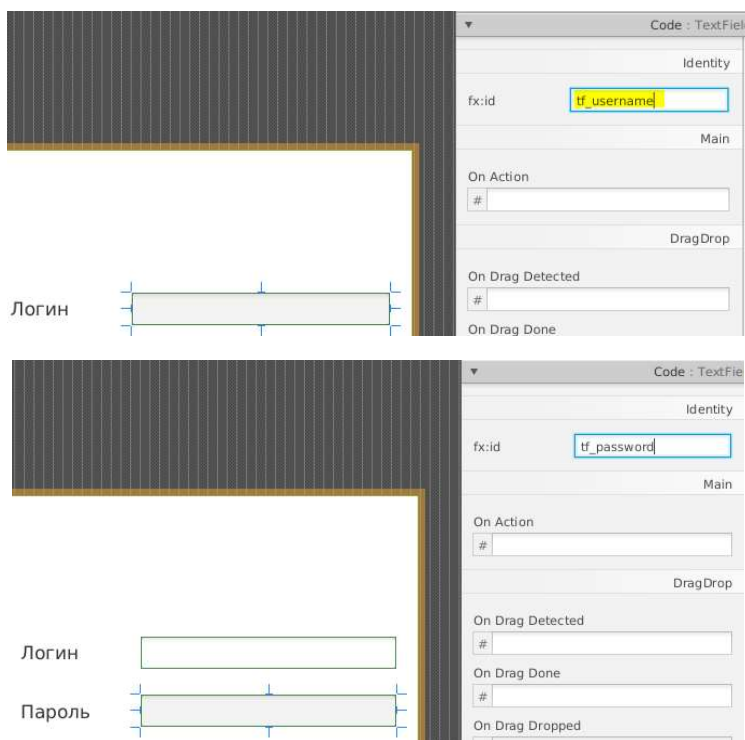 Code : TextFiel
Identity
fx:id tf_username
Main
On Action
#
DragDrop
On Drag Detected
#
Логин
On Drag Done
Code : TextFie
Identity
fx:id tf_password
Main
On Action
#
DragDrop
On Drag Detected
#
Логин
On Drag Done
#
Пароль
On Drag Dropped